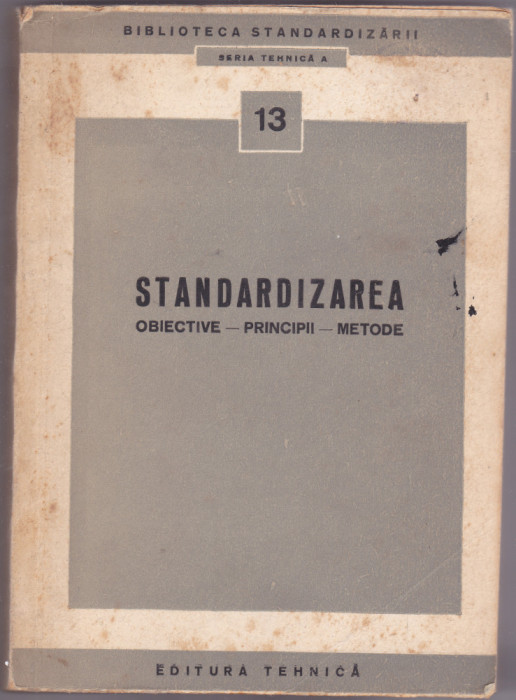 BIBLIOTECA STANDARDIZĂRII
SERIA TEHNICĂ A
13
STANDARDIZAREA
OBIECTIVE — PRINCIPII — METODE
EDITURA TEHNICĂ